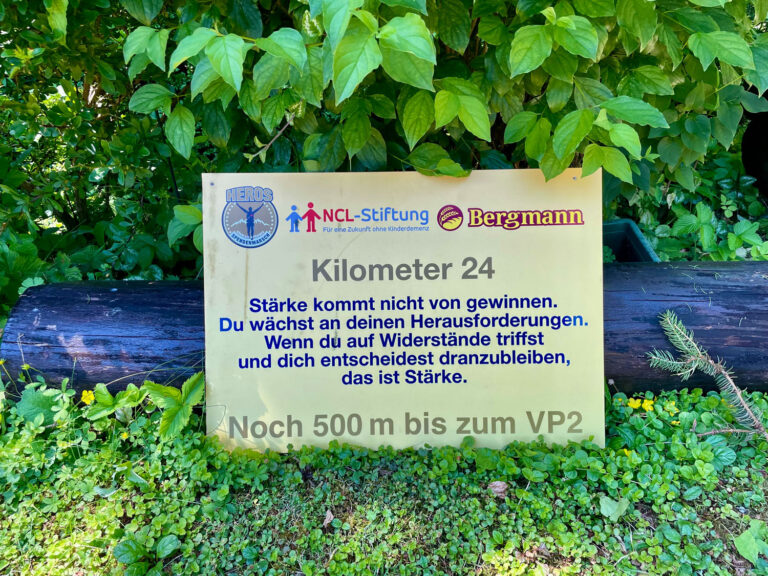 HEROS
SPENDENMARSCH
NCL-Stiftung
Für eine Zukunft ohne Kinderdemenz
Bergmann
Kilometer 24
Stärke kommt nicht von gewinnen.
Du wächst an deinen Herausforderungen.
Wenn du auf Widerstände triffst
und dich entscheidest dranzubleiben,
das ist Stärke.
Noch 500 m bis zum VP2